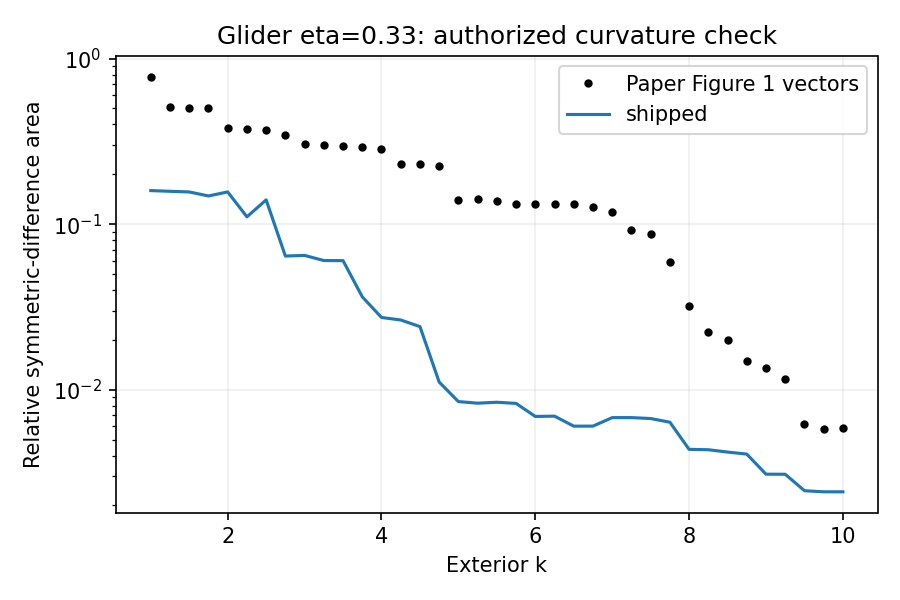 Glider eta=0.33: authorized curvature check
Relative symmetric-difference area
10⁰
10⁻¹
10⁻²
Paper Figure 1 vectors
shipped
2 4 6 8 10
Exterior k